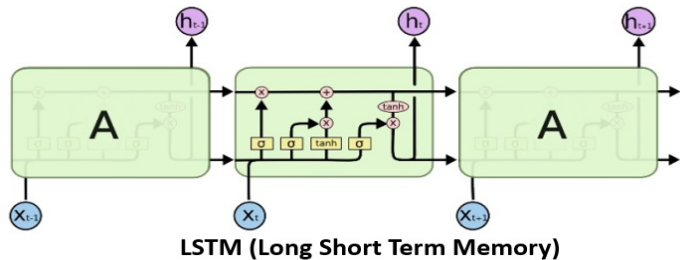 h t-1 h t h t+1
x + tanh x x
A σ σ tanh σ A
X t-1 X t X t+1
LSTM (Long Short Term Memory)